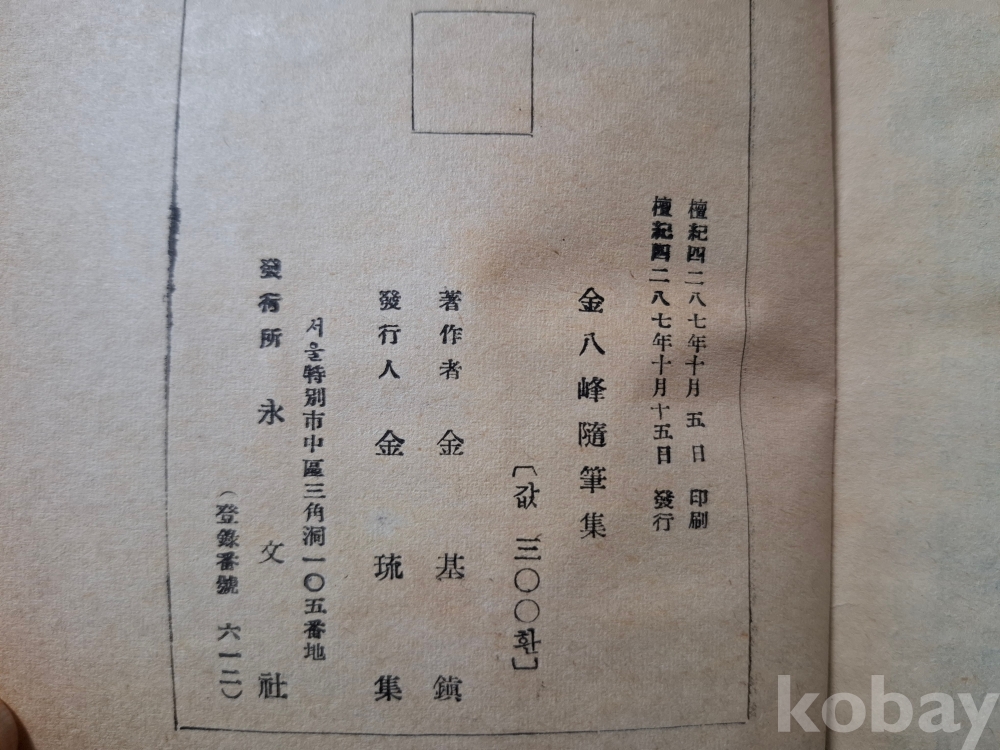 檀紀四二八七年十月 五 日 印刷
檀紀四二八七年十月十五日 發行
金八峰隨筆集
〔값 三〇〇환〕
著作者 金 基 鎭
發行人 金 琉 集
서울特別市中區三角洞一〇五番地
發行所 永 文 社
(登錄番號 六一二)
kobay